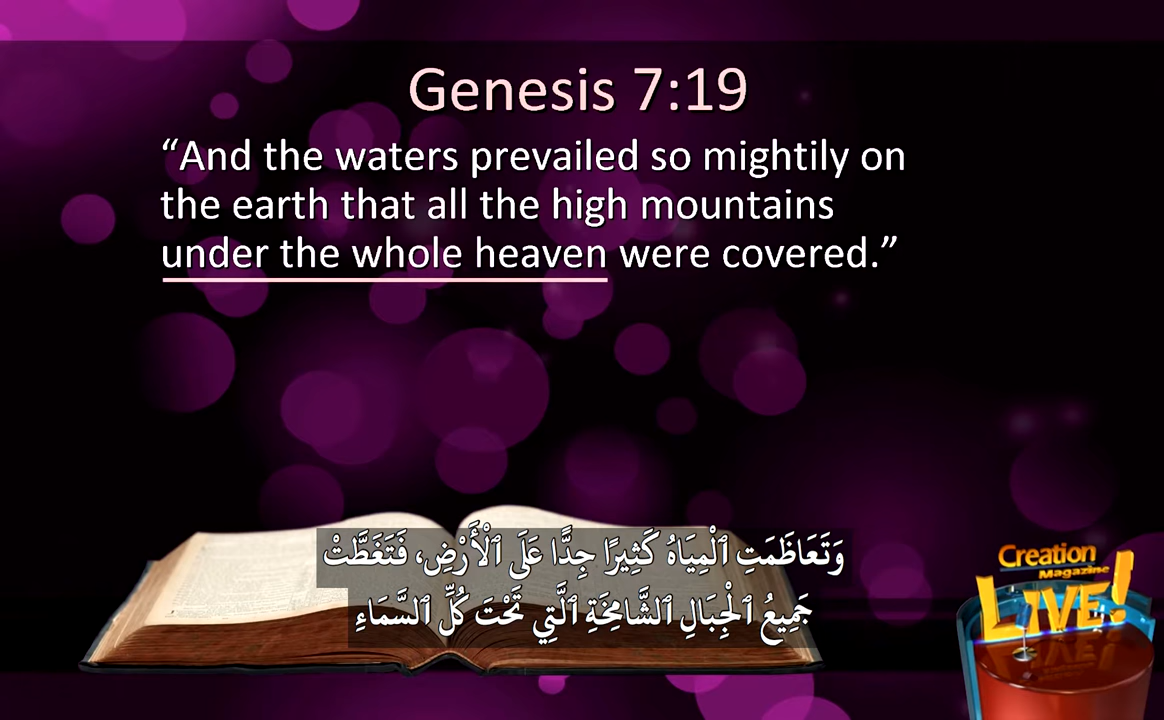 Genesis 7:19
“And the waters prevailed so mightily on
the earth that all the high mountains
under the whole heaven were covered.”
وَتَعَاظَمَتِ ٱلْمِيَاهُ كَثِيرًا جِدًّا عَلَى ٱلْأَرْضِ، فَتَغَطَّتْ
جَمِيعُ ٱلْجِبَالِ ٱلشَّامِخَةِ ٱلَّتِي تَحْتَ كُلِّ ٱلسَّمَاءِ
Creation
Magazine
LIVE!